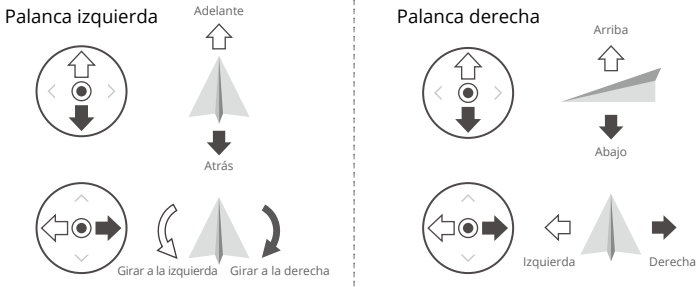 Palanca izquierda
Adelante
Atrás
Girar a la izquierda
Girar a la derecha
Palanca derecha
Arriba
Abajo
Izquierda
Derecha